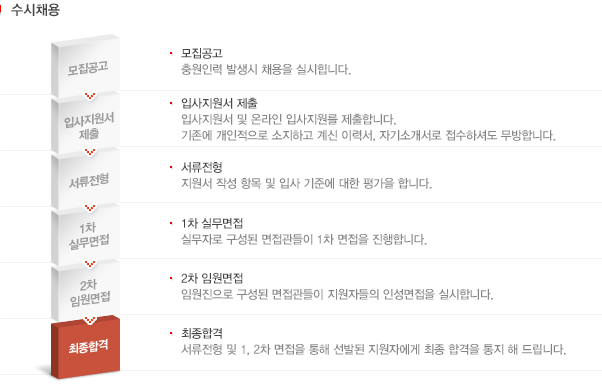 수시채용
모집공고
모집공고
충원인력 발생시 채용을 실시힙니다.
입사지원서
제출
입사지원서 제출
입사지원서 및 온라인 입사지원를 제출합니다.
기존에 개인적으로 소지하고 계신 이력서, 자기소개서로 접수하셔도 무방합니다.
서류전형
서류전형
지원서 작성 항목 및 입사 기준에 대한 평가을 합니다.
1차
실무면접
1차 실무면접
실무자로 구성된 면접관들이 1차 면접을 진행합니다.
2차
임원면접
2차 임원면접
임원진으로 구성된 면접관들이 지원자들의 인성면접을 실시합니다.
최종합격
최종합격
서류전형 및 1, 2차 면접을 통해 선발된 지원자에게 최종 합격을 통지 해 드립니다.